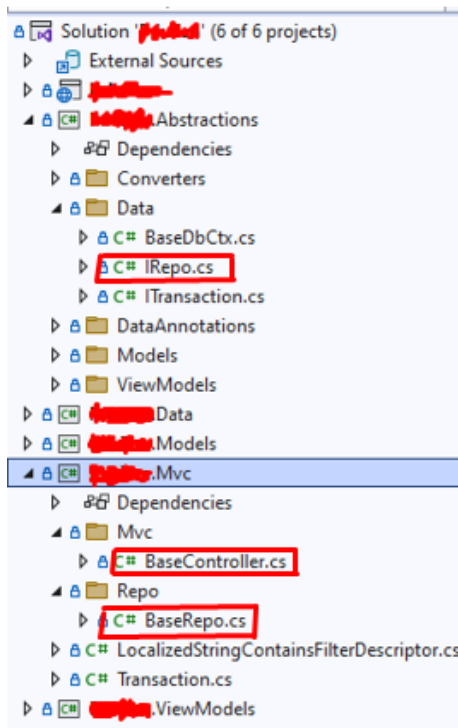 Solution ' ' (6 of 6 projects)
External Sources
C# .Abstractions
Dependencies
Converters
Data
C# BaseDbCtx.cs
C# IRepo.cs
C# ITransaction.cs
DataAnnotations
Models
ViewModels
C# .Data
C# .Models
C# .Mvc
Dependencies
Mvc
C# BaseController.cs
Repo
C# BaseRepo.cs
C# LocalizedStringContainsFilterDescriptor.cs
C# Transaction.cs
C# .ViewModels